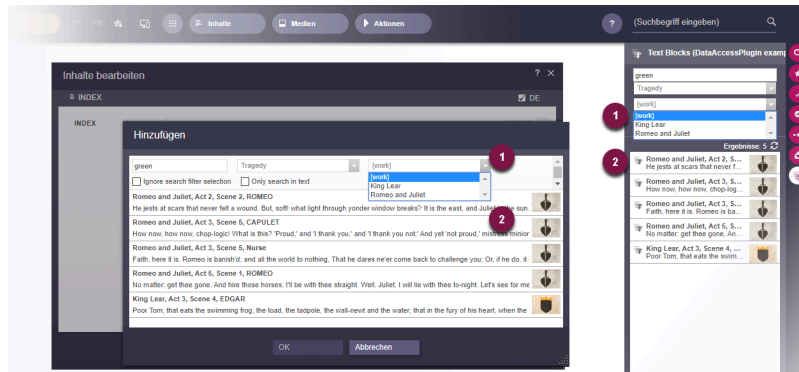 Inhalte
Medien
Aktionen
?
(Suchbegriff eingeben)
Text Blocks (DataAccessPlugin examp
green
Tragedy
[work]
[work]
King Lear
Romeo and Juliet
1
Ergebnisse: 5
2
Romeo and Juliet, Act 2, S...
He jests at scars that never f...
Romeo and Juliet, Act 3, S...
How now, how now, chop-log...
Romeo and Juliet, Act 3, S...
Faith, here it is. Romeo is ba...
Romeo and Juliet, Act 5, S...
No matter: get thee gone, An...
King Lear, Act 3, Scene 4, ...
Poor Tom; that eats the swim...
Inhalte bearbeiten
?
INDEX
DE
INDEX
Hinzufügen
green
Tragedy
[work]
1
[work]
King Lear
Romeo and Juliet
Ignore search filter selection
Only search in text
2
Romeo and Juliet, Act 2, Scene 2, ROMEO
He jests at scars that never felt a wound. But, soft! what light through yonder window breaks? It is the east, and Juliet is the sun.
Romeo and Juliet, Act 3, Scene 5, CAPULET
How now, how now, chop-logic! What is this? 'Proud,' and 'I thank you,' and 'I thank you not;' And yet 'not proud,' mistress minion
Romeo and Juliet, Act 3, Scene 5, Nurse
Faith, here it is. Romeo is banish'd; and all the world to nothing, That he dares ne'er come back to challenge you; Or, if he do, it
Romeo and Juliet, Act 5, Scene 1, ROMEO
No matter: get thee gone, And hire those horses; I'll be with thee straight. Well, Juliet, I will lie with thee to-night. Let's see for me
King Lear, Act 3, Scene 4, EDGAR
Poor Tom; that eats the swimming frog, the toad, the tadpole, the wall-newt and the water; that in the fury of his heart, when the
OK
Abbrechen